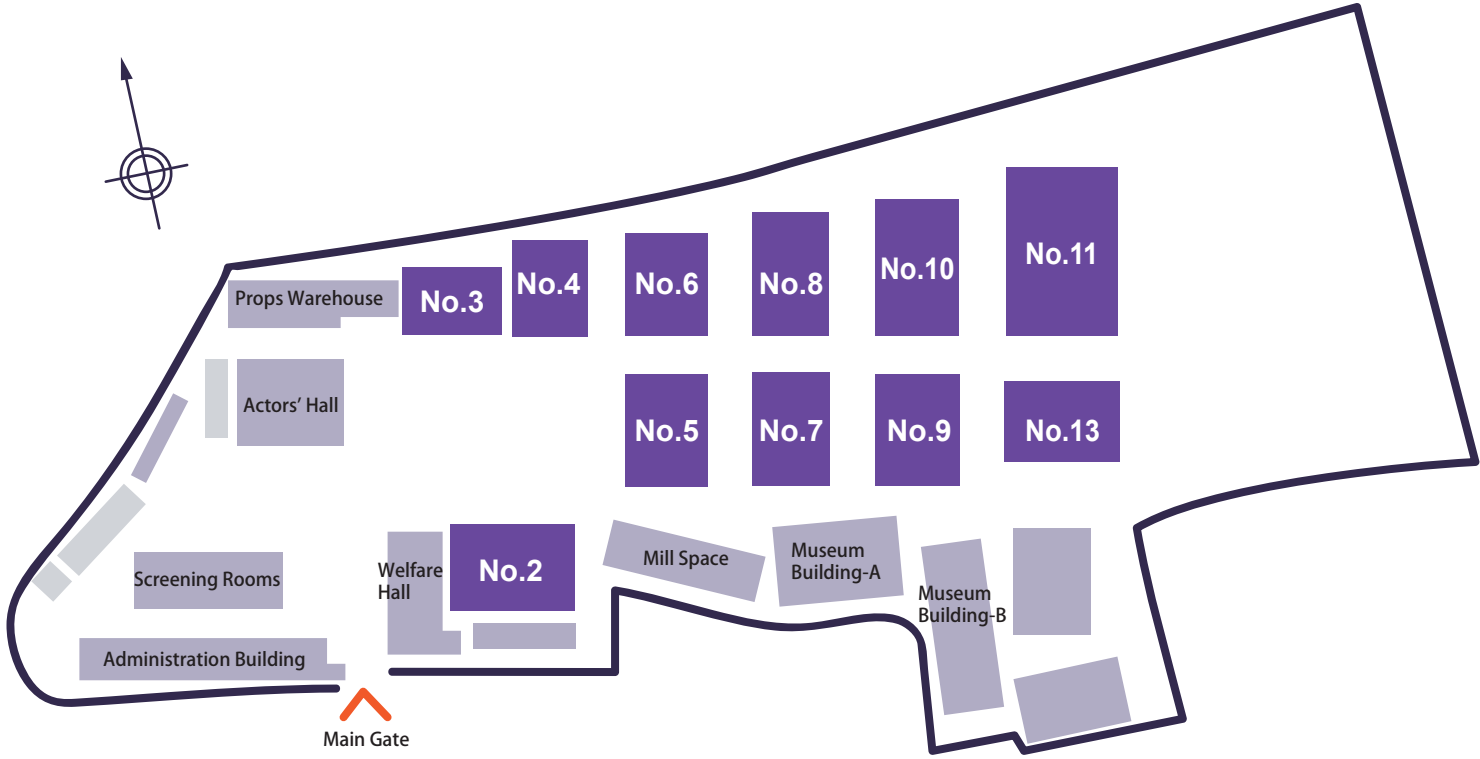 No.11
No.10
No.8
No.6
No.4
No.3
Props Warehouse
Actors' Hall
No.5
No.7
No.9
No.13
Screening Rooms
Welfare
Hall
No.2
Mill Space
Museum
Building-A
Museum
Building-B
Administration Building
Main Gate